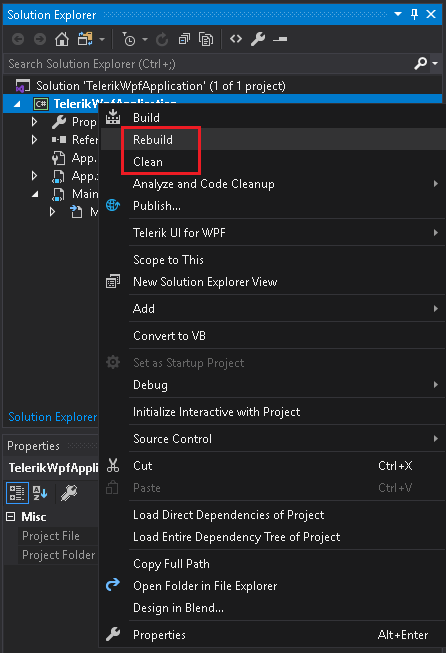 Solution Explorer
Search Solution Explorer (Ctrl+;)
Solution 'TelerikWpfApplication' (1 of 1 project)
C# TelerikWpfApplication
Prop
Build
Refere
Rebuild
App.
Clean
App.x
Analyze and Code Cleanup
Main
Publish...
M
Telerik UI for WPF
Scope to This
New Solution Explorer View
Add
Convert to VB
Set as Startup Project
Debug
Initialize Interactive with Project
Solution Explorer
Source Control
Properties
Cut Ctrl+X
TelerikWpfAppli
Paste Ctrl+V
Misc
Load Direct Dependencies of Project
Project File
Load Entire Dependency Tree of Project
Project Folder
Copy Full Path
Open Folder in File Explorer
Design in Blend...
Properties Alt+Enter